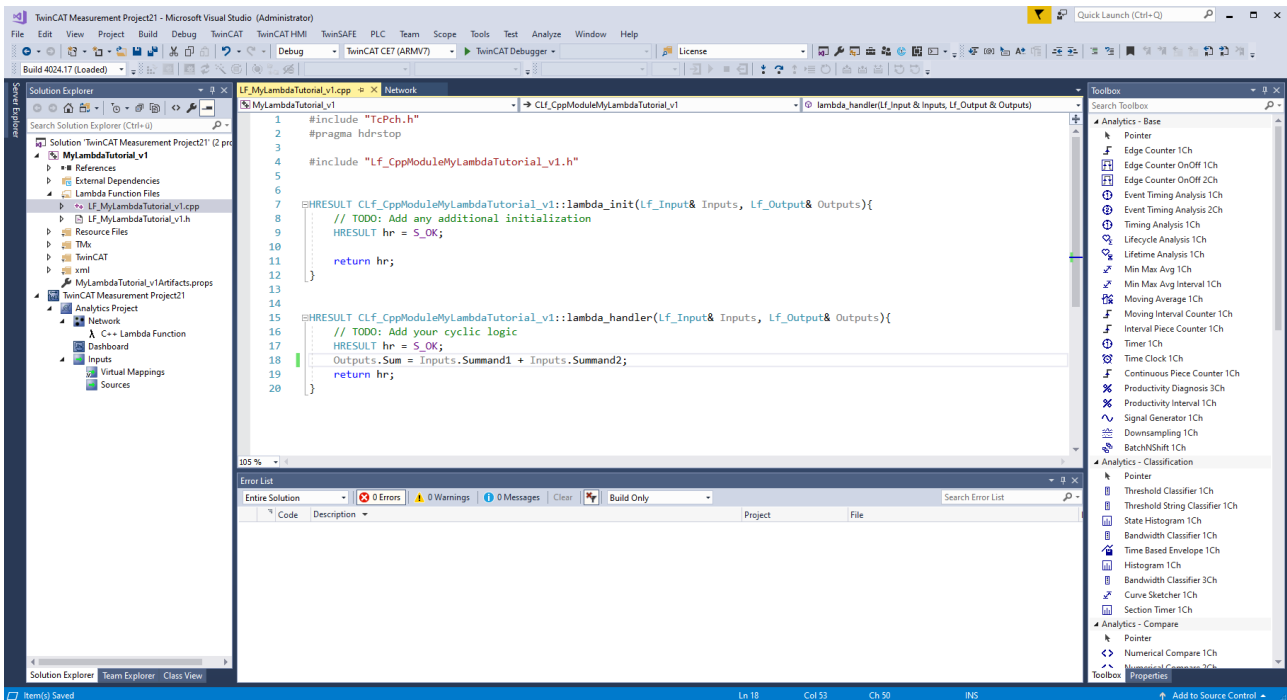 TwinCAT Measurement Project21 - Microsoft Visual Studio (Administrator)
Quick Launch (Ctrl+Q)
File Edit View Project Build Debug TwinCAT TwinCAT HMI TwinSAFE PLC Team Scope Tools Test Analyze Window Help
Debug TwinCAT CE7 (ARMV7) TwinCAT Debugger License
Build 4024.17 (Loaded)
Server Explorer
Solution Explorer
Search Solution Explorer (Ctrl+ü)
Solution 'TwinCAT Measurement Project21' (2 pro
MyLambdaTutorial_v1
References
External Dependencies
Lambda Function Files
LF_MyLambdaTutorial_v1.cpp
LF_MyLambdaTutorial_v1.h
Resource Files
TMx
TwinCAT
xml
MyLambdaTutorial_v1Artifacts.props
TwinCAT Measurement Project21
Analytics Project
Network
C++ Lambda Function
Dashboard
Inputs
Virtual Mappings
Sources
Solution Explorer Team Explorer Class View
LF_MyLambdaTutorial_v1.cpp Network
MyLambdaTutorial_v1 CLf_CppModuleMyLambdaTutorial_v1 lambda_handler(Lf_Input & Inputs, Lf_Output & Outputs)
1 #include "TcPch.h"
2 #pragma hdrstop
3
4 #include "Lf_CppModuleMyLambdaTutorial_v1.h"
5
6
7 HRESULT CLf_CppModuleMyLambdaTutorial_v1::lambda_init(Lf_Input& Inputs, Lf_Output& Outputs){
8 // TODO: Add any additional initialization
9 HRESULT hr = S_OK;
10
11 return hr;
12 }
13
14
15 HRESULT CLf_CppModuleMyLambdaTutorial_v1::lambda_handler(Lf_Input& Inputs, Lf_Output& Outputs){
16 // TODO: Add your cyclic logic
17 HRESULT hr = S_OK;
18 Outputs.Sum = Inputs.Summand1 + Inputs.Summand2;
19 return hr;
20 }
105 %
Error List
Entire Solution 0 Errors 0 Warnings 0 Messages Clear Build Only Search Error List
Code Description Project File
Toolbox
Search Toolbox
Analytics - Base
Pointer
Edge Counter 1Ch
Edge Counter OnOff 1Ch
Edge Counter OnOff 2Ch
Event Timing Analysis 1Ch
Event Timing Analysis 2Ch
Timing Analysis 1Ch
Lifecycle Analysis 1Ch
Lifetime Analysis 1Ch
Min Max Avg 1Ch
Min Max Avg Interval 1Ch
Moving Average 1Ch
Moving Interval Counter 1Ch
Interval Piece Counter 1Ch
Timer 1Ch
Time Clock 1Ch
Continuous Piece Counter 1Ch
Productivity Diagnosis 3Ch
Productivity Interval 1Ch
Signal Generator 1Ch
Downsampling 1Ch
BatchNShift 1Ch
Analytics - Classification
Pointer
Threshold Classifier 1Ch
Threshold String Classifier 1Ch
State Histogram 1Ch
Bandwidth Classifier 1Ch
Time Based Envelope 1Ch
Histogram 1Ch
Bandwidth Classifier 3Ch
Curve Sketcher 1Ch
Section Timer 1Ch
Analytics - Compare
Pointer
Numerical Compare 1Ch
Numerical Compare 2Ch
Toolbox Properties
Item(s) Saved Ln 18 Col 53 Ch 50 INS Add to Source Control